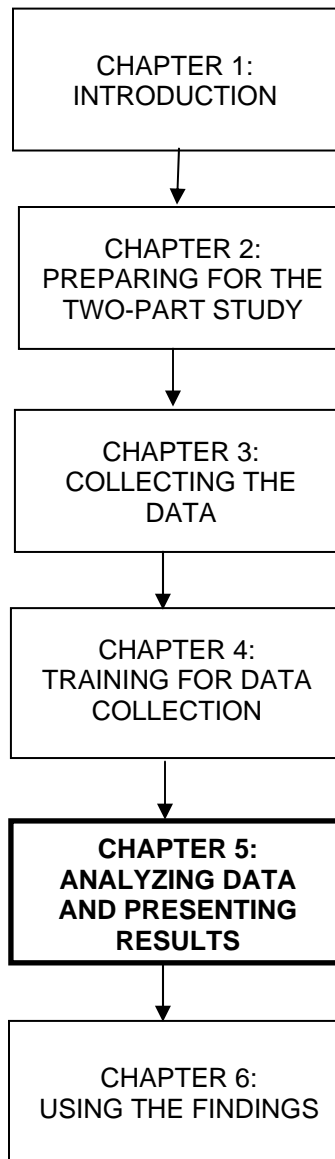 CHAPTER 1:
INTRODUCTION
CHAPTER 2:
PREPARING FOR THE
TWO-PART STUDY
CHAPTER 3:
COLLECTING THE
DATA
CHAPTER 4:
TRAINING FOR DATA
COLLECTION
CHAPTER 5:
ANALYZING DATA
AND PRESENTING
RESULTS
CHAPTER 6:
USING THE FINDINGS